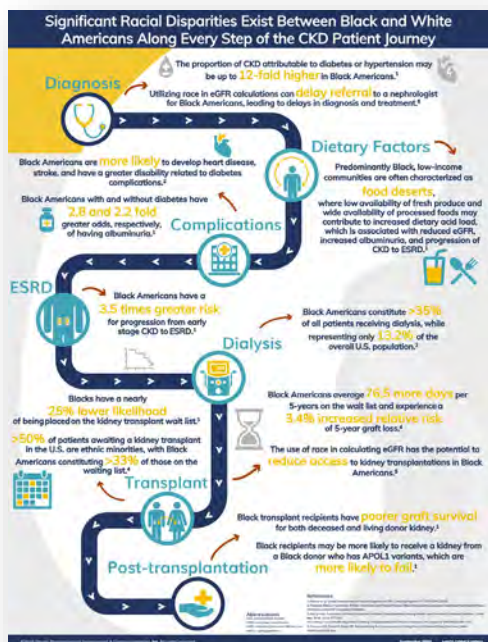 Significant Racial Disparities Exist Between Black and White
Americans Along Every Step of the CKD Patient Journey
Diagnosis
The proportion of CKD attributable to diabetes or hypertension may
be up to 12-fold higher in Black Americans.¹
Utilizing race in eGFR calculations can delay referral to a nephrologist
for Black Americans, leading to delays in diagnosis and treatment.
Dietary Factors
Predominantly Black, low-income
communities are often characterized as
food deserts,
where low availability of fresh produce and
wide availability of processed foods may
contribute to increased dietary acid load,
which is associated with reduced eGFR,
increased albuminuria, and progression of
CKD to ESRD.
Black Americans are more likely to develop heart disease,
stroke, and have a greater disability related to diabetes
complications.²
Black Americans with and without diabetes have
2.8 and 2.2 fold
greater odds, respectively,
of having albuminuria.
Complications
ESRD
Black Americans have a
3.5 times greater risk
for progression from early
stage CKD to ESRD.
Dialysis
Black Americans constitute >35%
of all patients receiving dialysis, while
representing only 13.2% of the
overall U.S. population.
Blacks have a nearly
25% lower likelihood
of being placed on the kidney transplant wait list.
>50% of patients awaiting a kidney transplant
in the U.S. are ethnic minorities, with Black
Americans constituting >33% of those on the
waiting list.
Black Americans average 76.5 more days per
5-years on the wait list and experience a
3.4% increased relative risk
of 5-year graft loss.
The use of race in calculating eGFR has the potential to
reduce access to kidney transplantations in Black
Americans.
Transplant
Black transplant recipients have poorer graft survival
for both deceased and living donor kidney.
Black recipients may be more likely to receive a kidney from
a Black donor who has APOL1 variants, which are
more likely to fail.
Post-transplantation
References